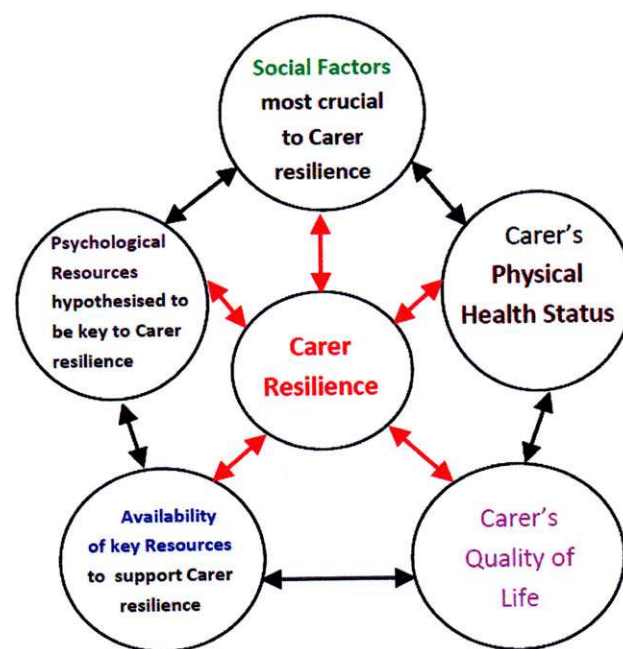 Social Factors
most crucial
to Carer
resilience
Psychological
Resources
hypothesised to
be key to Carer
resilience
Carer's
Physical
Health Status
Carer
Resilience
Availability
of key Resources
to support Carer
resilience
Carer's
Quality of
Life